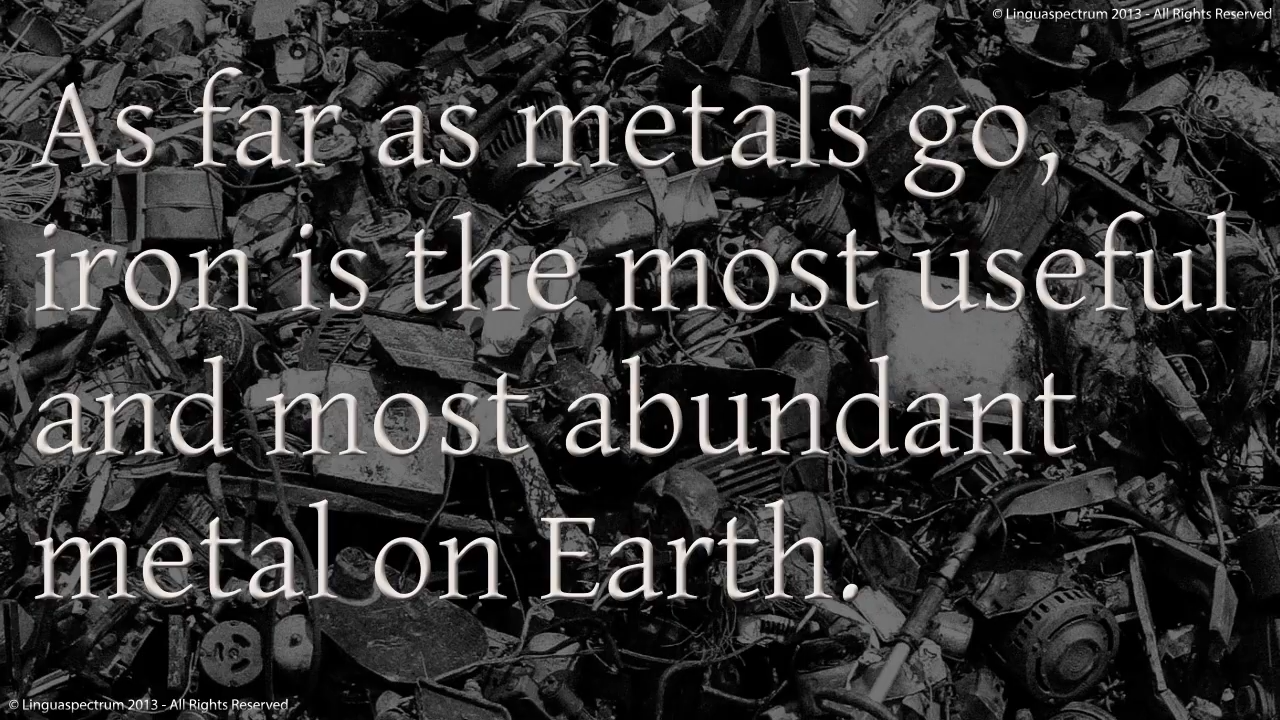 © Linguaspectrum 2013 - All Rights Reserved
As far as metals go,
iron is the most useful
and most abundant
metal on Earth.
© Linguaspectrum 2013 - All Rights Reserved